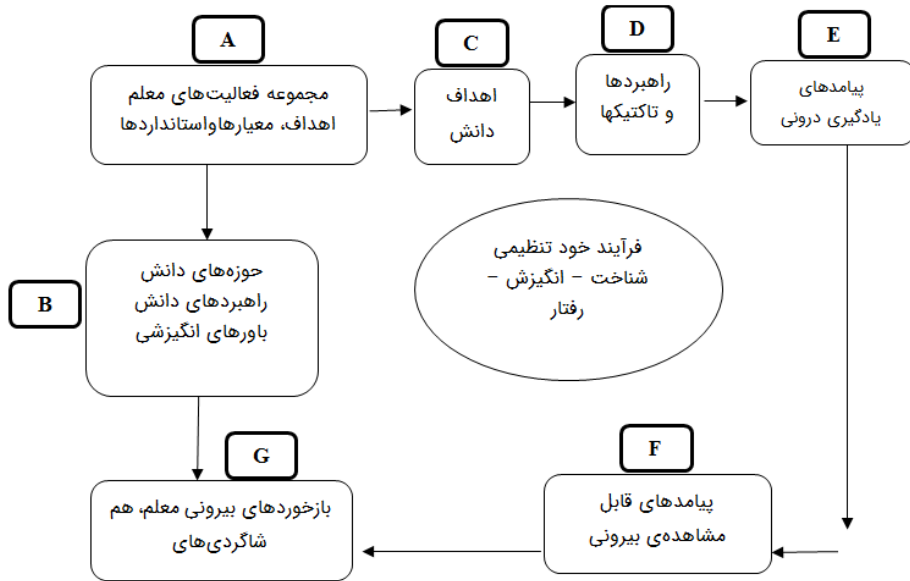 A
مجموعه فعالیت‌های معلم
اهداف، معیارهاواستانداردها
C
اهداف
دانش
D
راهبردها
و تاکتیکها
E
پیامدهای
یادگیری درونی
B
حوزه‌های دانش
راهبردهای دانش
باورهای انگیزشی
فرآیند خود تنظیمی
شناخت – انگیزش –
رفتار
F
پیامدهای قابل
مشاهده‌ی بیرونی
G
بازخوردهای بیرونی معلم، هم
شاگردی‌های